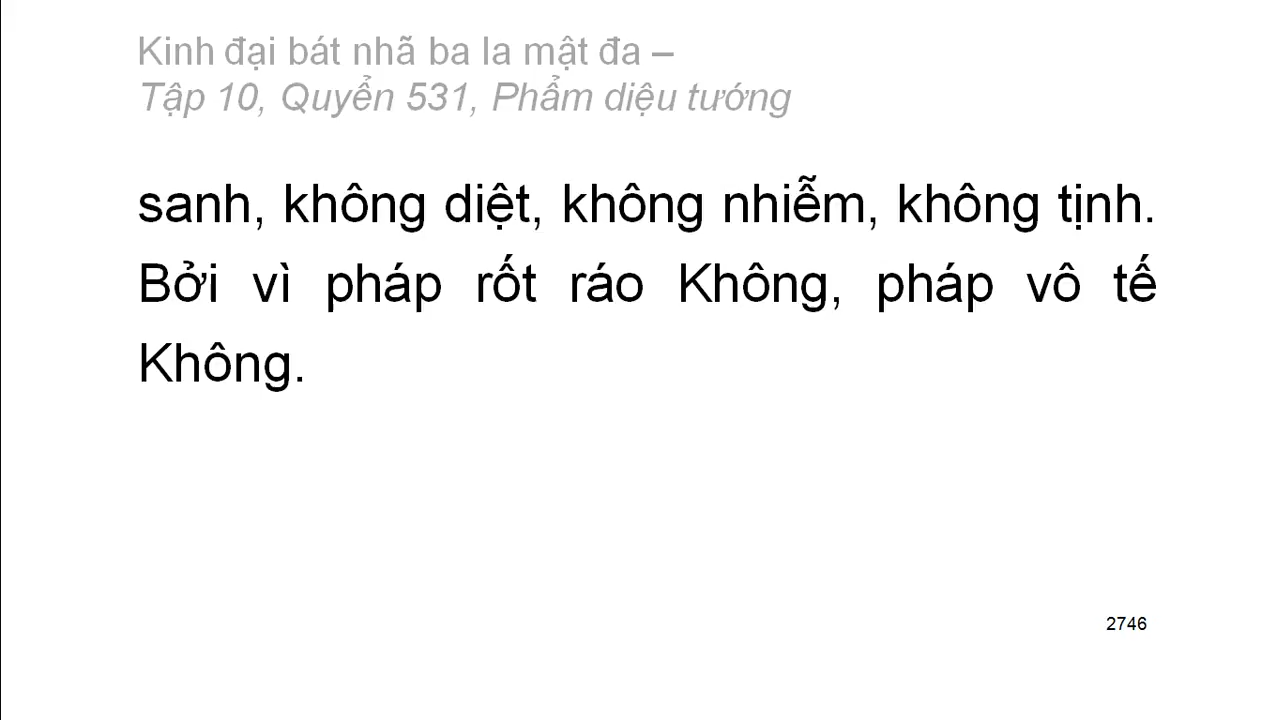 Kinh đại bát nhã ba la mật đa –
Tập 10, Quyển 531, Phẩm diệu tướng
sanh, không diệt, không nhiễm, không tịnh.
Bởi vì pháp rốt ráo Không, pháp vô tế
Không.
2746